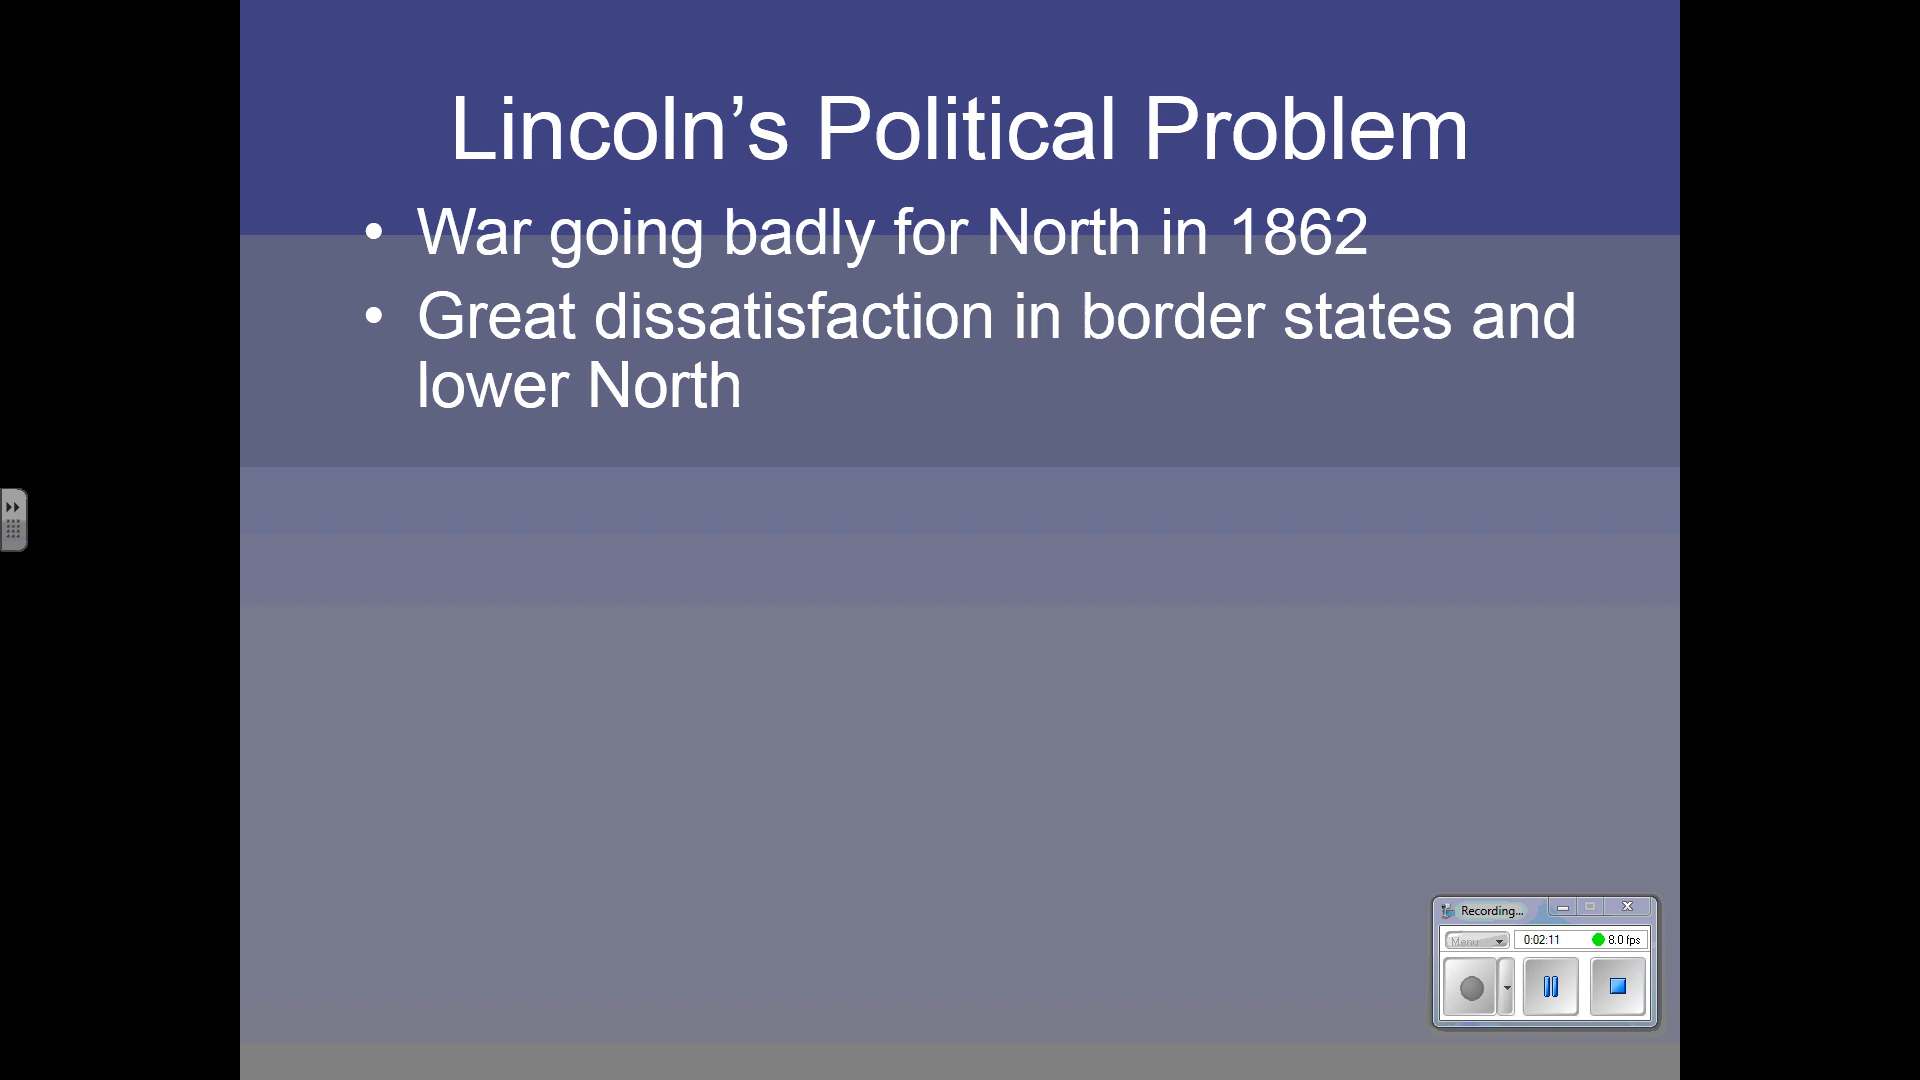 Lincoln’s Political Problem
• War going badly for North in 1862
• Great dissatisfaction in border states and
lower North
Recording...
Menu
0:02:11 8.0 fps